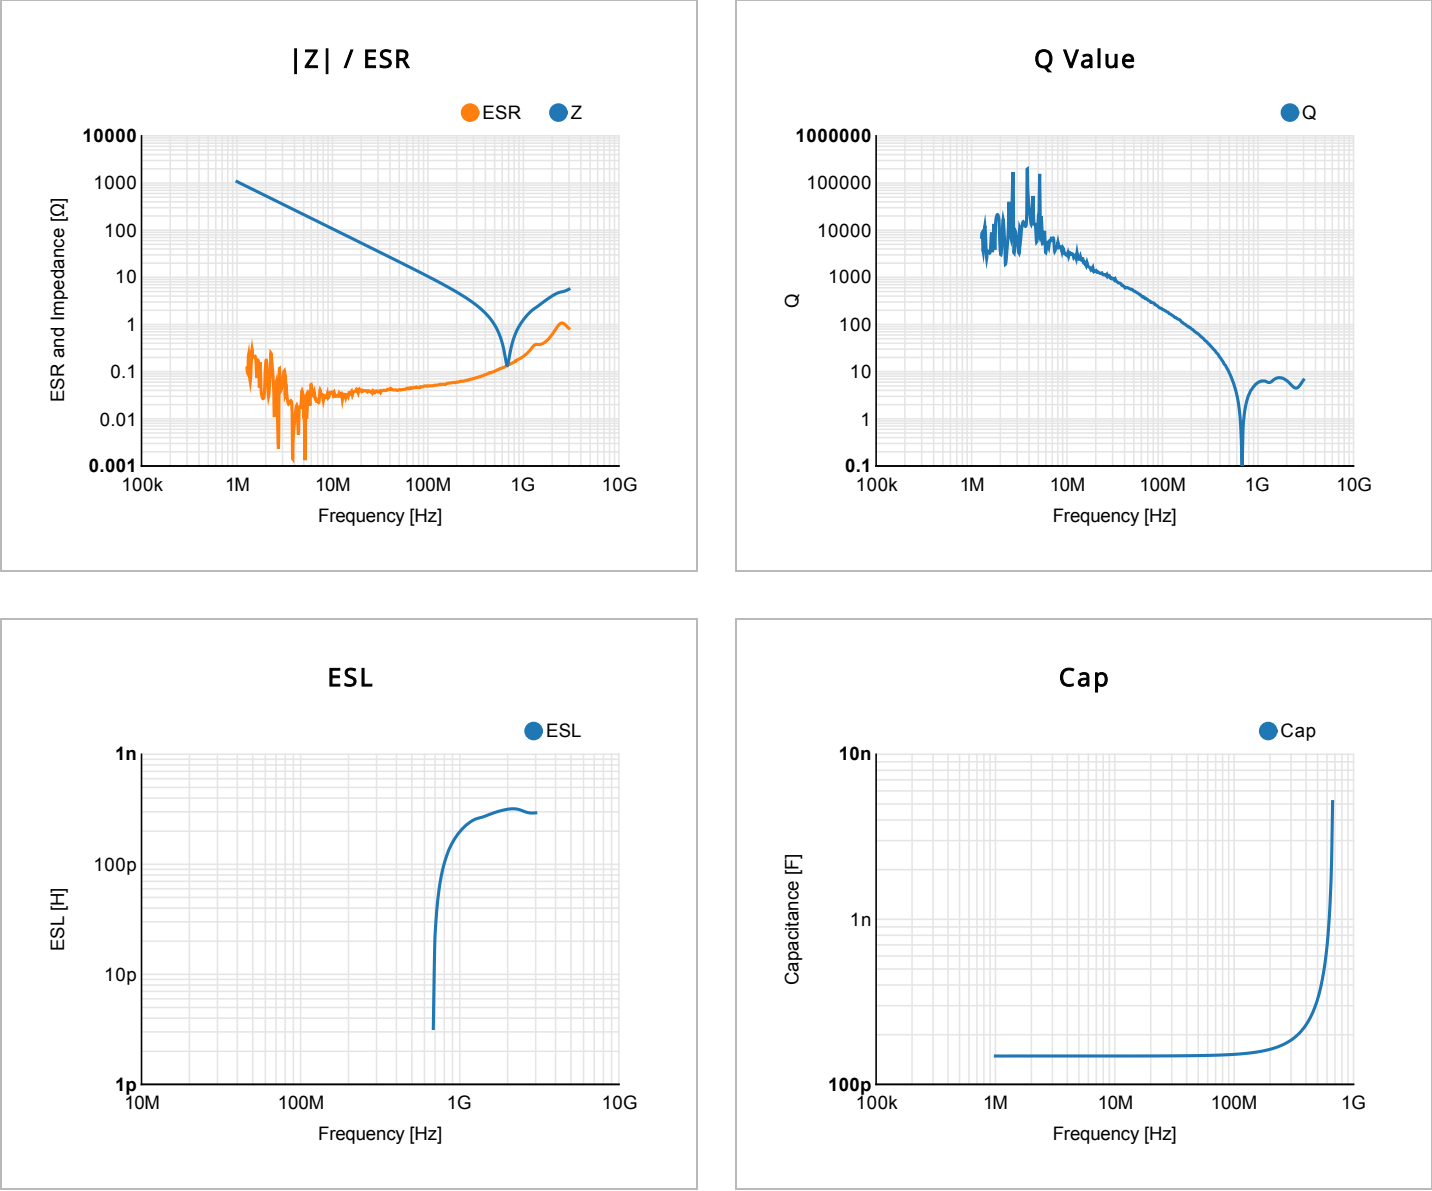 |Z| / ESR
ESR Z
10000
1000
100
10
1
0.1
0.01
0.001
ESR and Impedance [Ω]
100k 1M 10M 100M 1G 10G
Frequency [Hz]
Q Value
Q
1000000
100000
10000
1000
100
10
1
0.1
Q
100k 1M 10M 100M 1G 10G
Frequency [Hz]
ESL
ESL
1n
100p
10p
1p
ESL [H]
10M 100M 1G 10G
Frequency [Hz]
Cap
Cap
10n
1n
100p
Capacitance [F]
100k 1M 10M 100M 1G
Frequency [Hz]